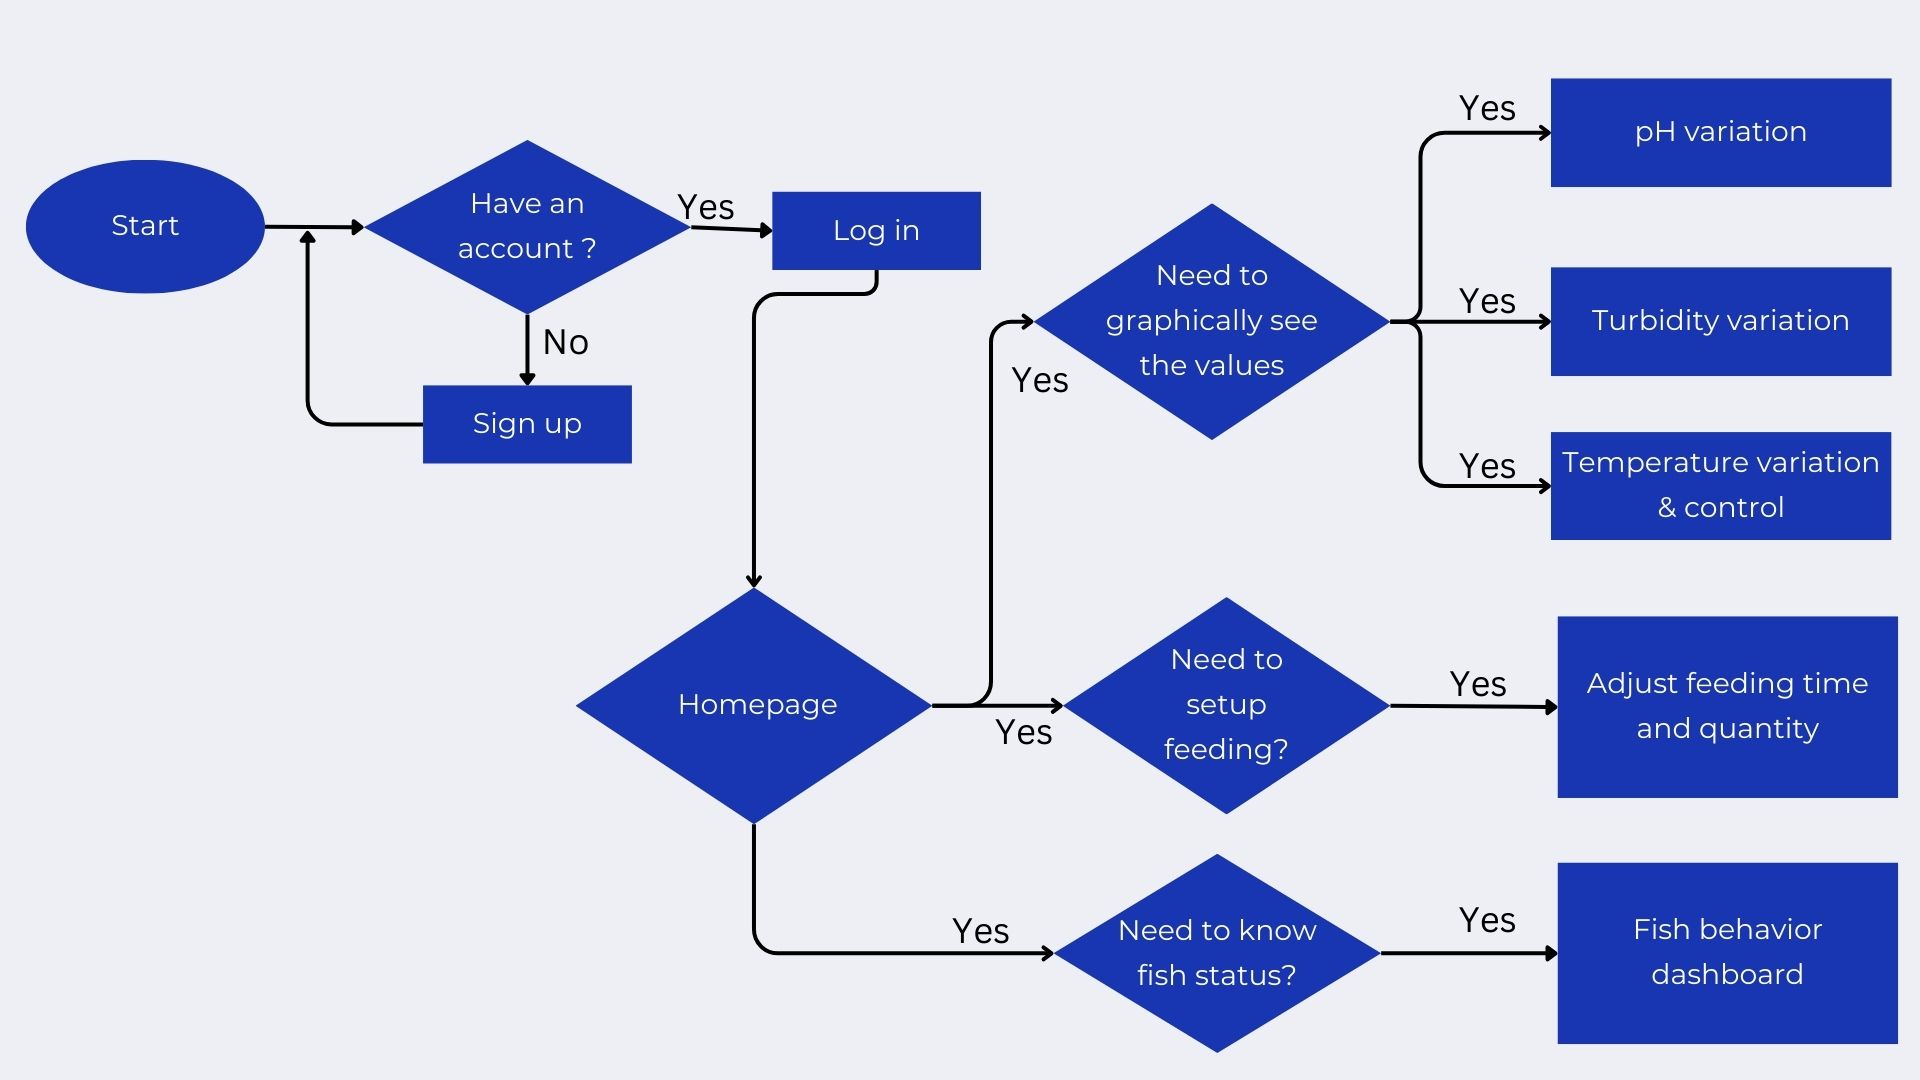 Start
Have an
account ?
Yes
Log in
No
Sign up
Homepage
Yes
Need to
graphically see
the values
Yes
pH variation
Yes
Turbidity variation
Yes
Temperature variation
& control
Yes
Need to
setup
feeding?
Yes
Adjust feeding time
and quantity
Yes
Need to know
fish status?
Yes
Fish behavior
dashboard